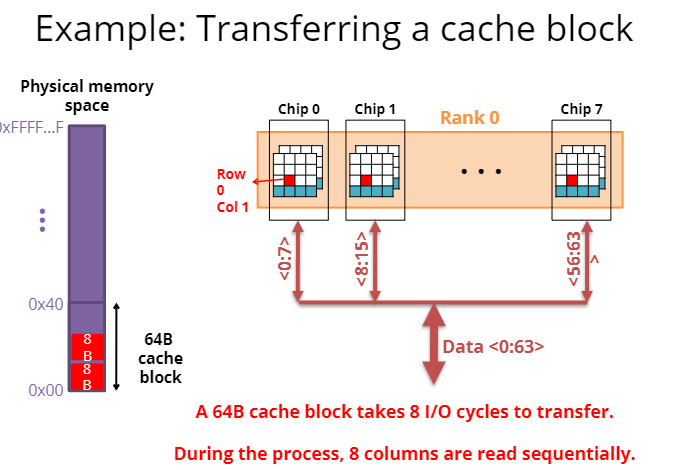 Example: Transferring a cache block
Physical memory
space
0xFFFF...F
Chip 0
Chip 1
Rank 0
Chip 7
Row
0
Col 1
<0:7>
<8:15>
<56:63
>
0x40
8
B
8
B
64B
cache
block
0x00
Data <0:63>
A 64B cache block takes 8 I/O cycles to transfer.
During the process, 8 columns are read sequentially.